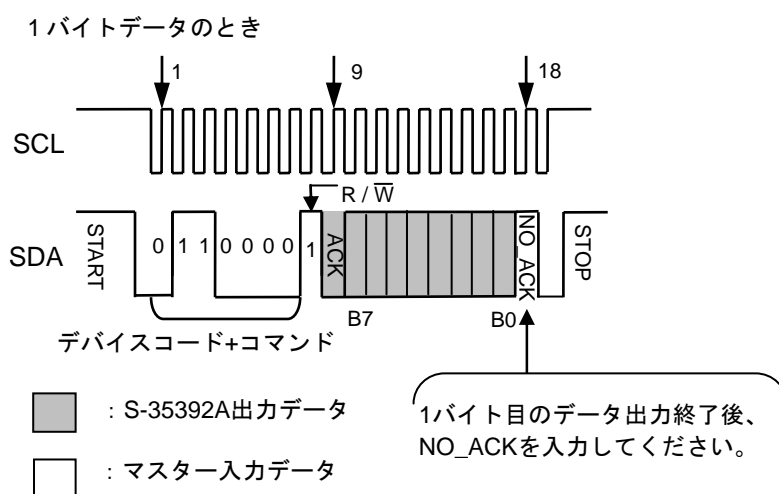 1 バイトデータのとき
1
9
18
SCL
R / W
SDA
START
0 1 1 0 0 0 0 1
ACK
NO_ACK
STOP
B7
B0
デバイスコード+コマンド
: S-35392A出力データ
: マスター入力データ
1バイト目のデータ出力終了後、
NO_ACKを入力してください。